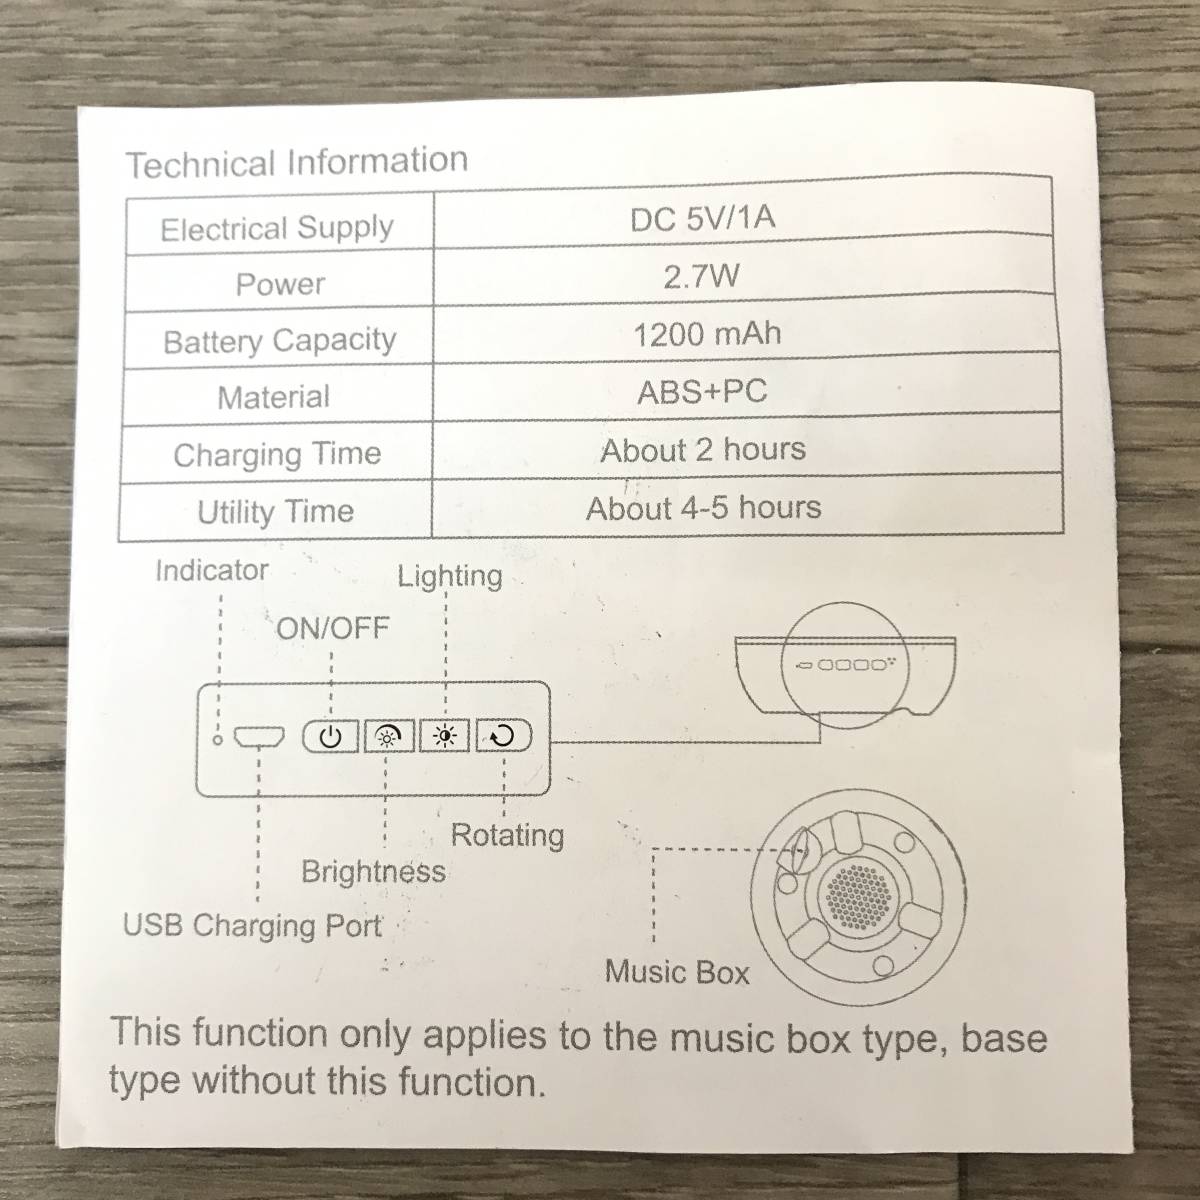 Technical Information
Electrical Supply DC 5V/1A
Power 2.7W
Battery Capacity 1200 mAh
Material ABS+PC
Charging Time About 2 hours
Utility Time About 4-5 hours
Indicator
Lighting
ON/OFF
Rotating
Brightness
USB Charging Port
Music Box
This function only applies to the music box type, base
type without this function.